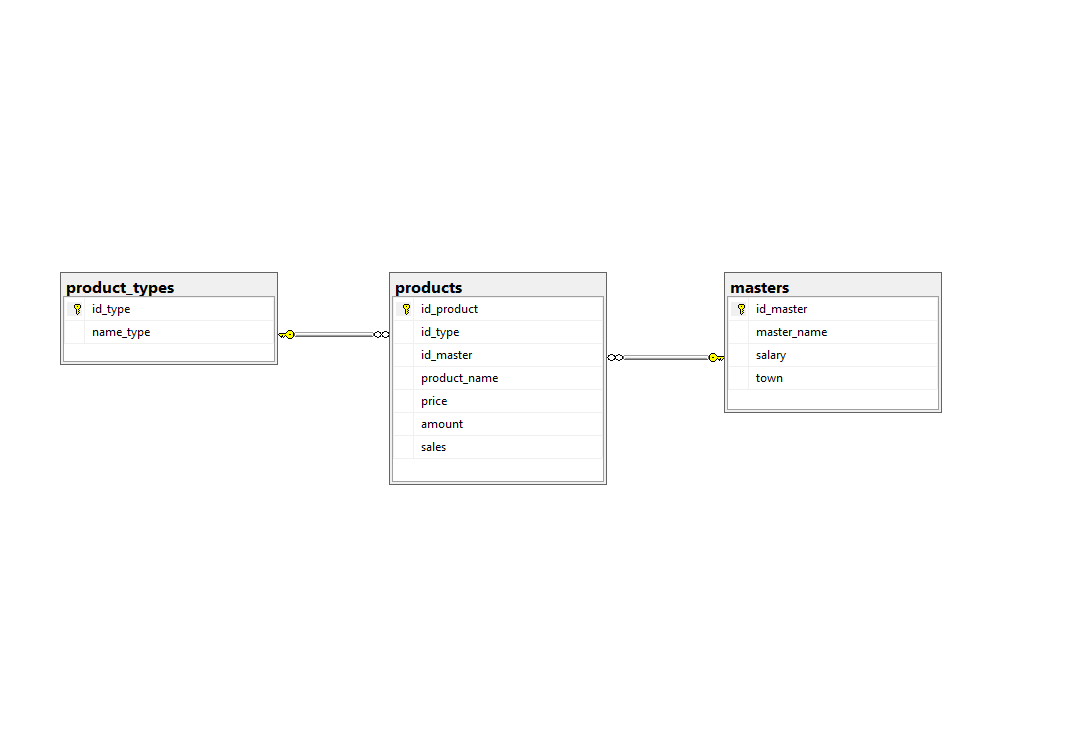 product_types
id_type
name_type
products
id_product
id_type
id_master
product_name
price
amount
sales
masters
id_master
master_name
salary
town